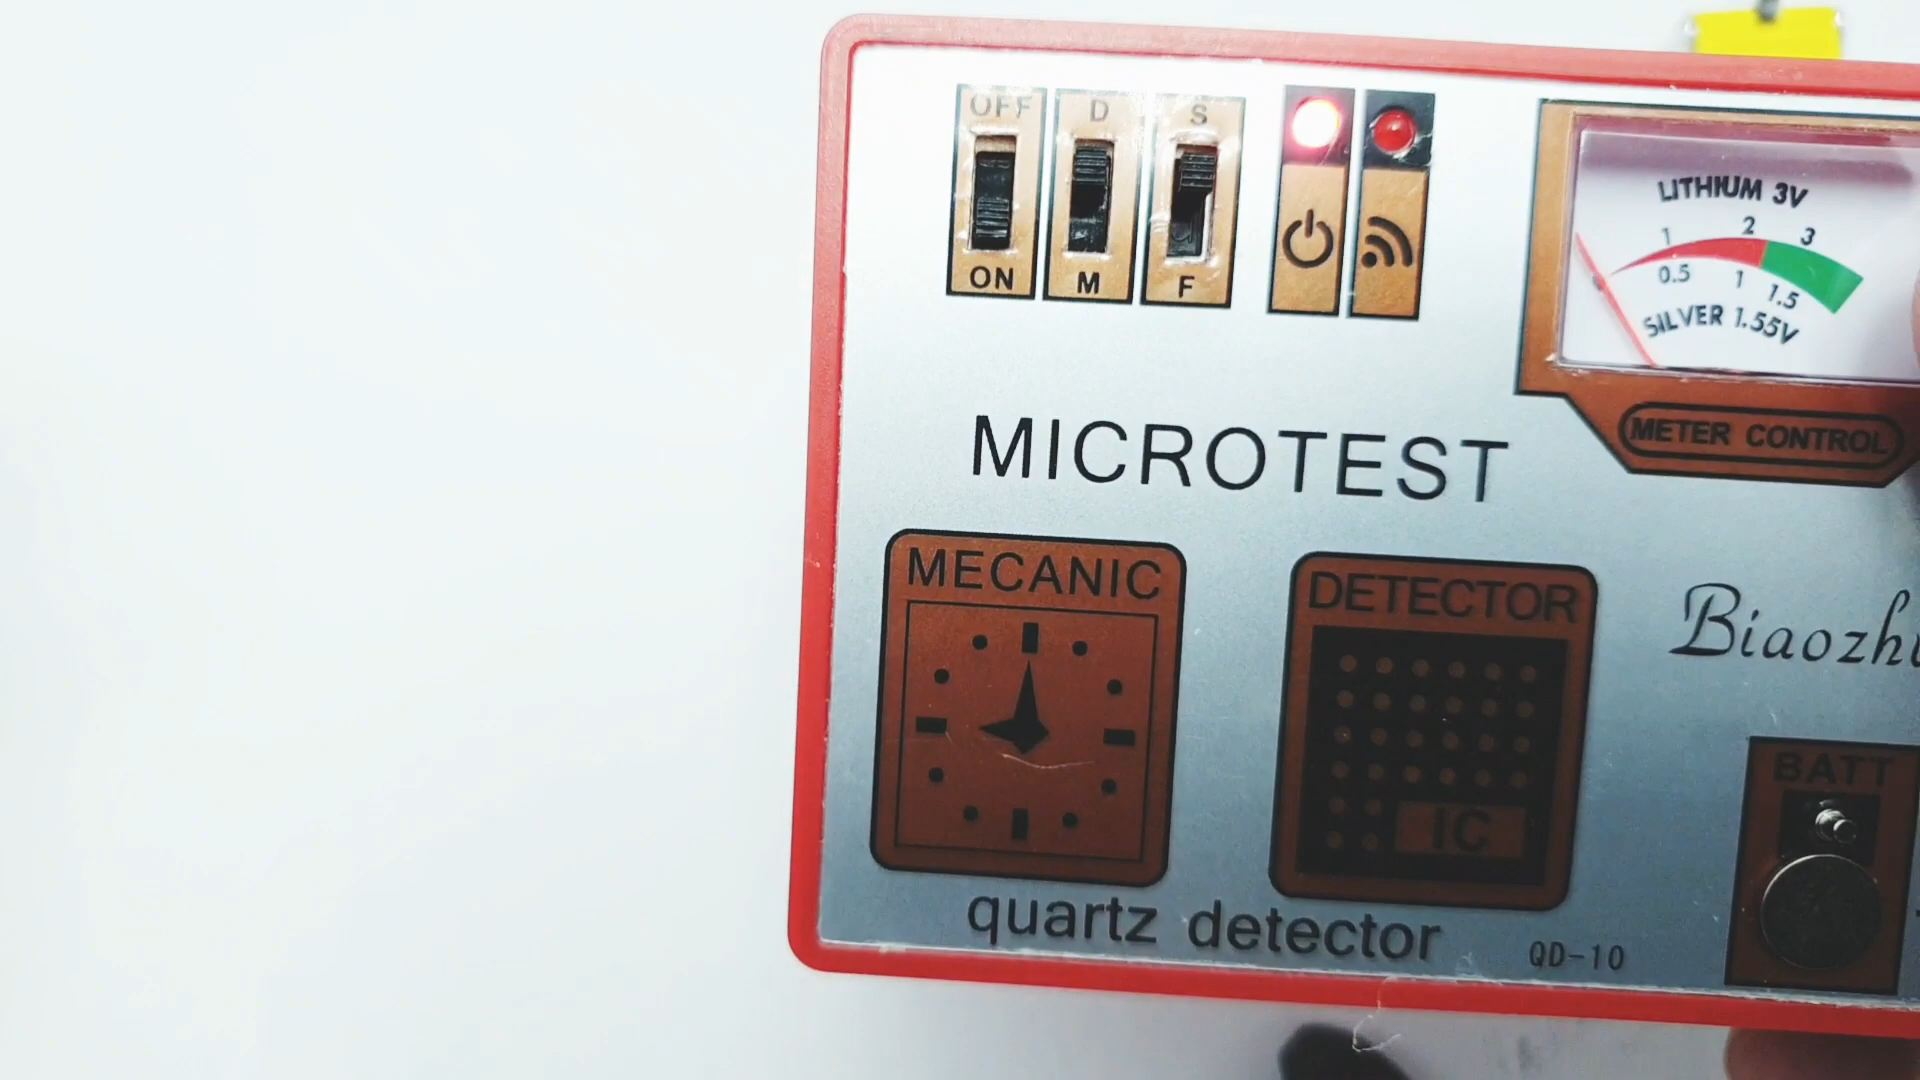 OFF D S
ON M F
LITHIUM 3V
1 2 3
0.5 1 1.5
SILVER 1.55V
METER CONTROL
MICROTEST
MECANIC
DETECTOR
IC
BATT
quartz detector
QD-10